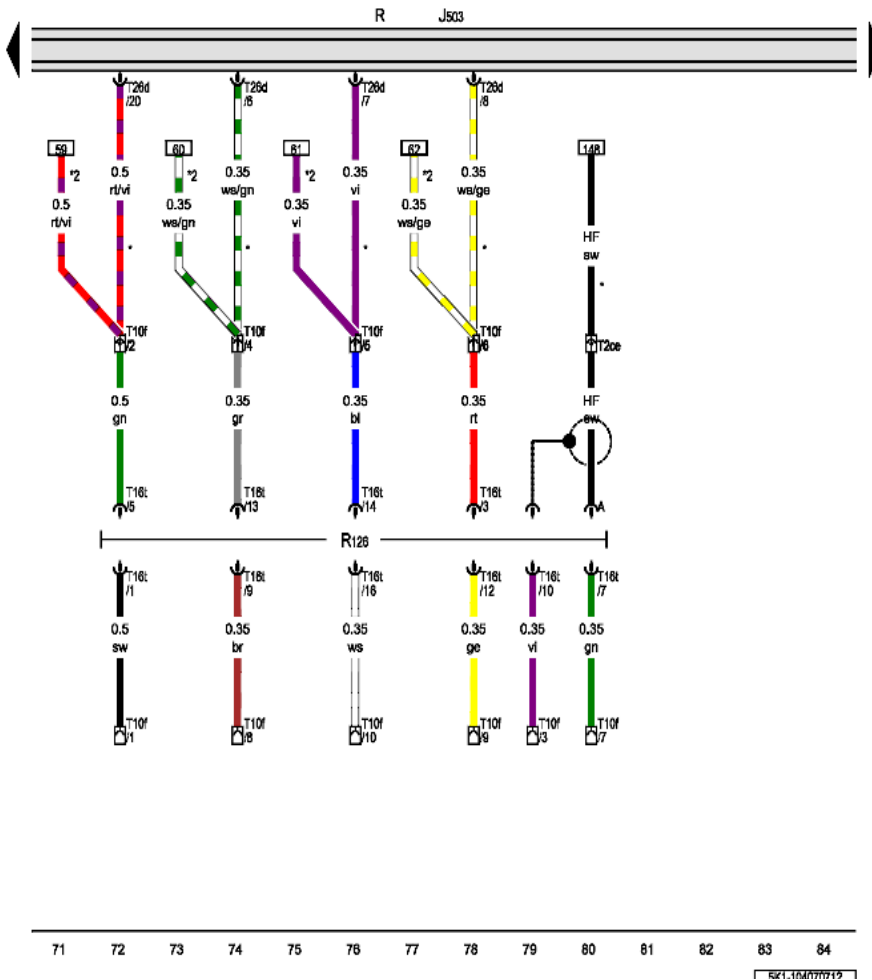 R J503
T26d T26d T26d T26d
/20 /6 /7 /8
59 60 61 62 148
*2 0.5 *2 0.35 *2 0.35 *2 0.35
rt/vi ws/gn vi ws/ge
0.5 0.35 0.35 0.35
rt/vi ws/gn vi ws/ge
HF
* * * * sw
*
T10f T10f T10f T10f
/2 /4 /5 /6 T2ce
0.5 0.35 0.35 0.35 HF
gn gr bl rt sw
T16t T16t T16t T16t
/5 /13 /14 /3 /A
R126
T16t T16t T16t T16t T16t T16t
/1 /9 /16 /12 /10 /7
0.5 0.35 0.35 0.35 0.35 0.35
sw br ws ge vi gn
T10f T10f T10f T10f T10f T10f
/1 /8 /10 /9 /3 /7
71 72 73 74 75 76 77 78 79 80 81 82 83 84
5K1-104070712